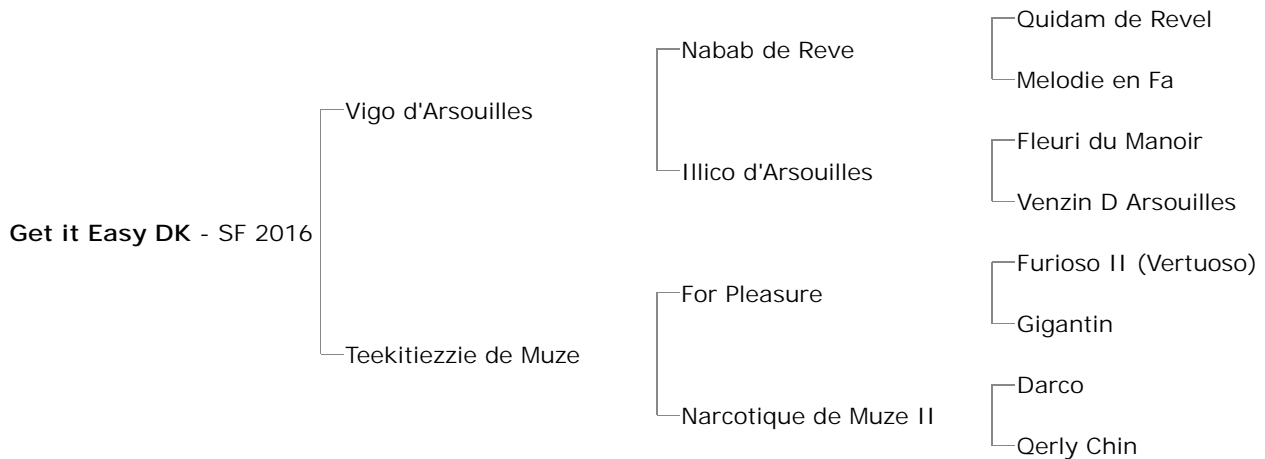 Quidam de Revel
Nabab de Reve
Melodie en Fa
Vigo d'Arsouilles
Fleuri du Manoir
Illico d'Arsouilles
Venzin D Arsouilles
Get it Easy DK - SF 2016
Furioso II (Vertuoso)
For Pleasure
Gigantin
Teekitiezzie de Muze
Darco
Narcotique de Muze II
Qerly Chin